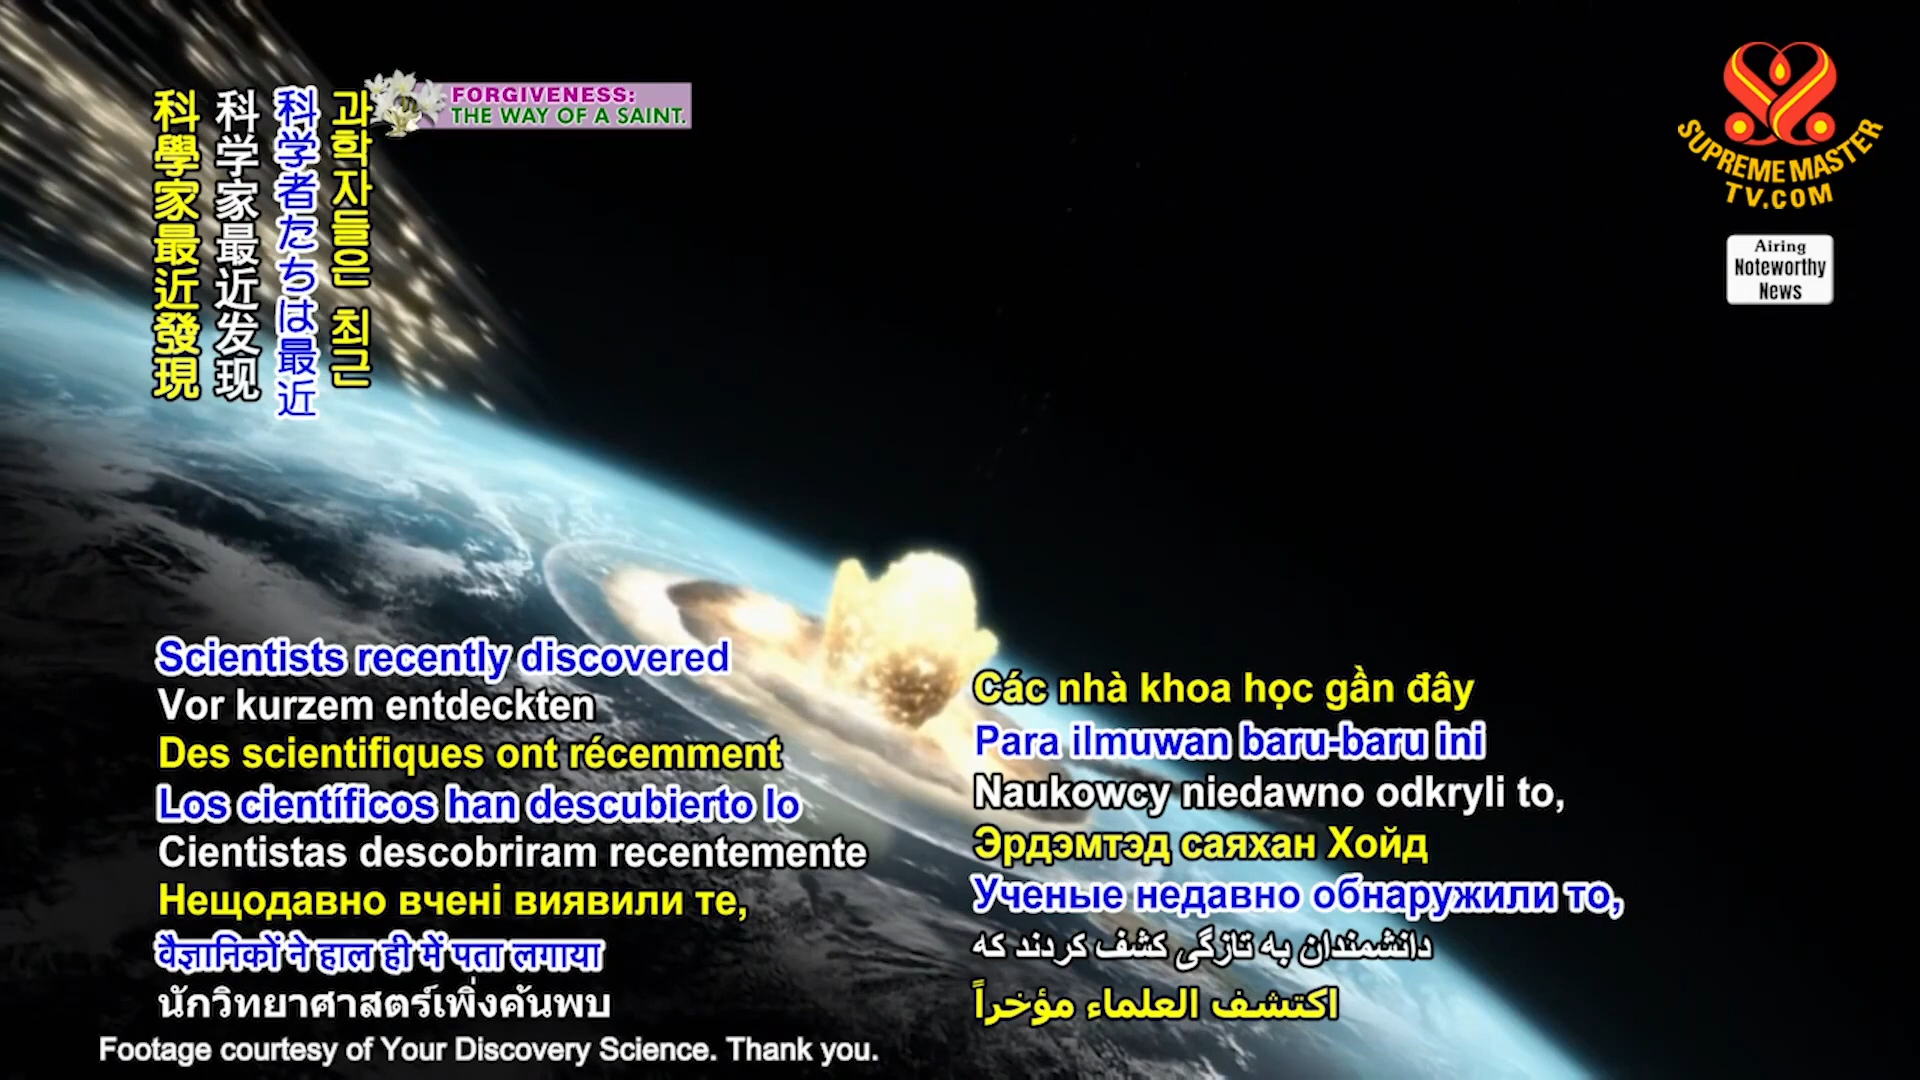 科學家最近發現
科学家最近发现
科学者たちは最近
과학자들은 최근
FORGIVENESS:
THE WAY OF A SAINT.
SUPREME MASTER
TV.COM
Airing
Noteworthy
News
Scientists recently discovered
Vor kurzem entdeckten
Des scientifiques ont récemment
Los científicos han descubierto lo
Cientistas descobriram recentemente
Нещодавно вчені виявили те,
वैज्ञानिकों ने हाल ही में पता लगाया
นักวิทยาศาสตร์เพิ่งค้นพบ
Các nhà khoa học gần đây
Para ilmuwan baru-baru ini
Naukowcy niedawno odkryli to,
Эрдэмтэд саяхан Хойд
Ученые недавно обнаружили то,
دانشمندان به تازگی کشف کردند که
اكتشف العلماء مؤخراً
Footage courtesy of Your Discovery Science. Thank you.